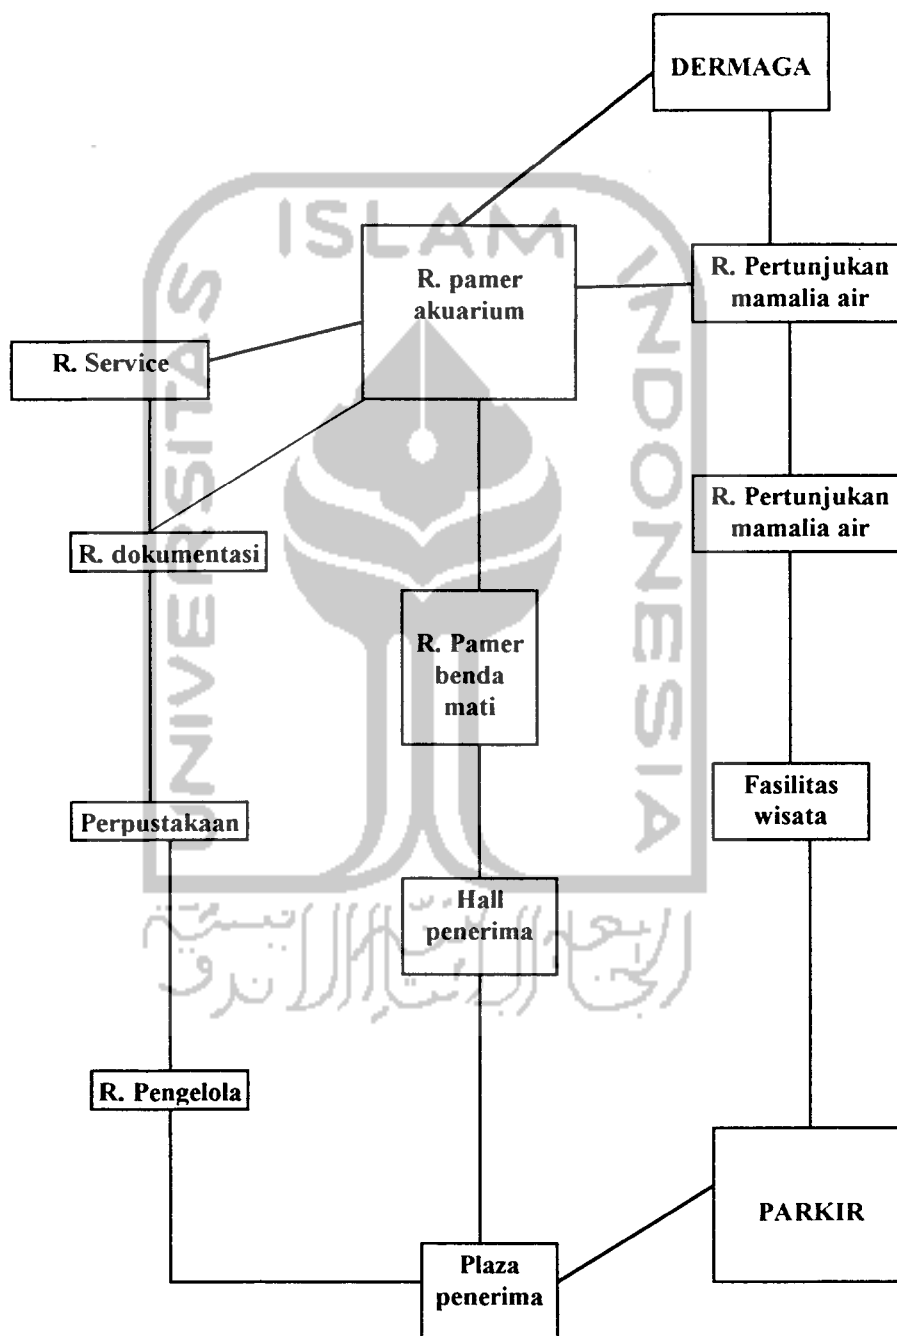 DERMAGA
ISLAM
UNIVERSITAS
INDONESIA
R. pamer
akuarium
R. Pertunjukan
mamalia air
R. Service
R. Pertunjukan
mamalia air
R. dokumentasi
R. Pamer
benda
mati
Fasilitas
wisata
Perpustakaan
Hall
penerima
R. Pengelola
PARKIR
Plaza
penerima